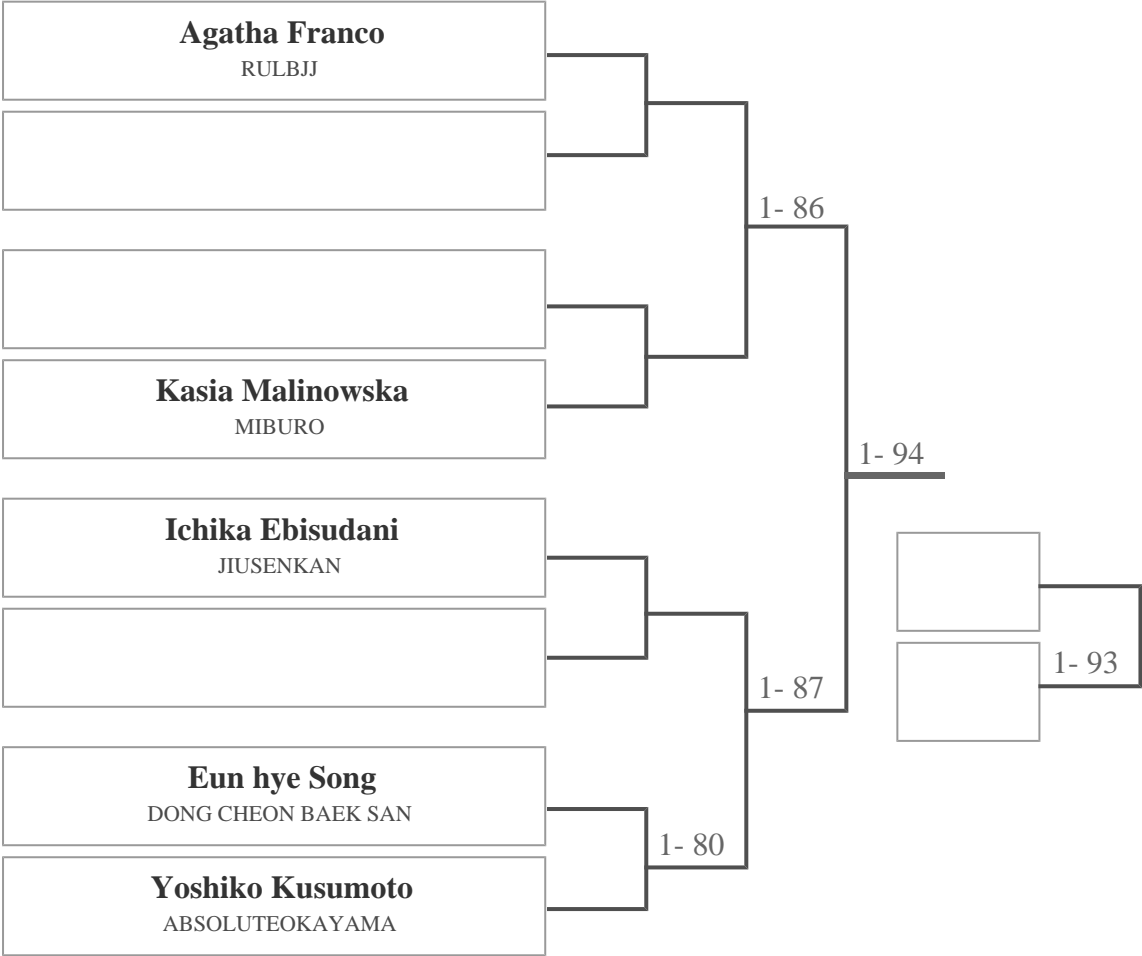 Agatha Franco
RULBJJ
1- 86
Kasia Malinowska
MIBURO
1- 94
Ichika Ebisudani
JIUSENKAN
1- 93
1- 87
Eun hye Song
DONG CHEON BAEK SAN
1- 80
Yoshiko Kusumoto
ABSOLUTEOKAYAMA